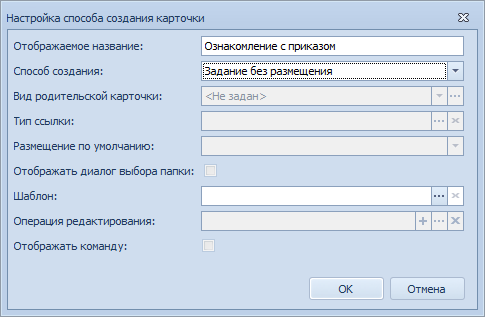 Настройка способа создания карточки
Отображаемое название: Ознакомление с приказом
Способ создания: Задание без размещения
Вид родительской карточки: <Не задан>
Тип ссылки:
Размещение по умолчанию:
Отображать диалог выбора папки:
Шаблон:
Операция редактирования:
Отображать команду:
OK Отмена